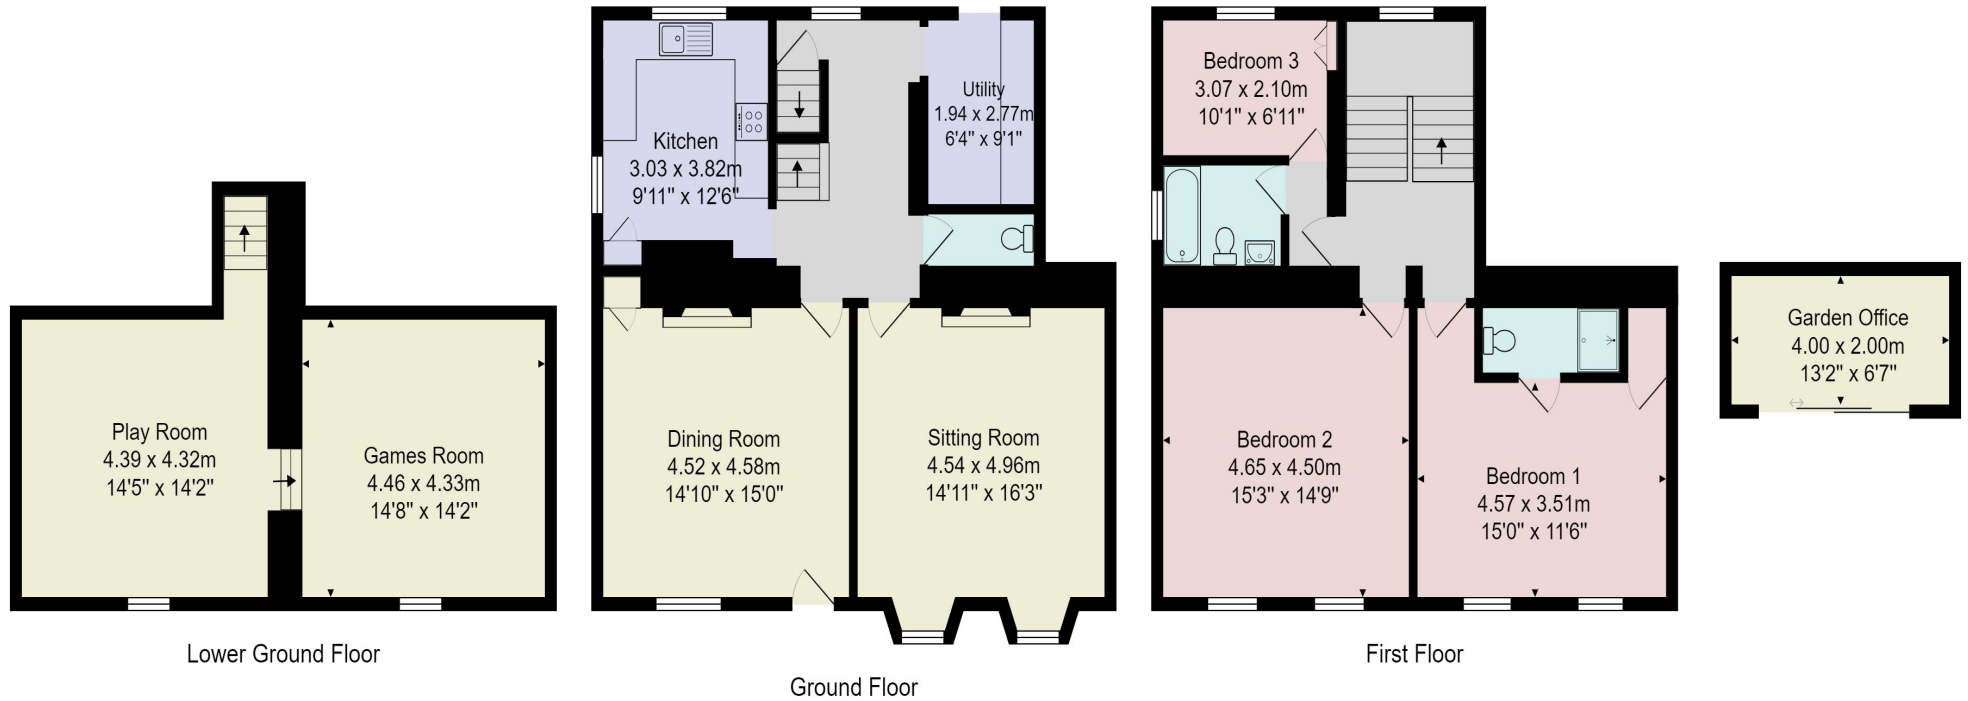 Play Room
4.39 x 4.32m
14'5" x 14'2"
Games Room
4.46 x 4.33m
14'8" x 14'2"
Lower Ground Floor
Kitchen
3.03 x 3.82m
9'11" x 12'6"
Utility
1.94 x 2.77m
6'4" x 9'1"
Dining Room
4.52 x 4.58m
14'10" x 15'0"
Sitting Room
4.54 x 4.96m
14'11" x 16'3"
Ground Floor
Bedroom 3
3.07 x 2.10m
10'1" x 6'11"
Bedroom 2
4.65 x 4.50m
15'3" x 14'9"
Bedroom 1
4.57 x 3.51m
15'0" x 11'6"
First Floor
Garden Office
4.00 x 2.00m
13'2" x 6'7"